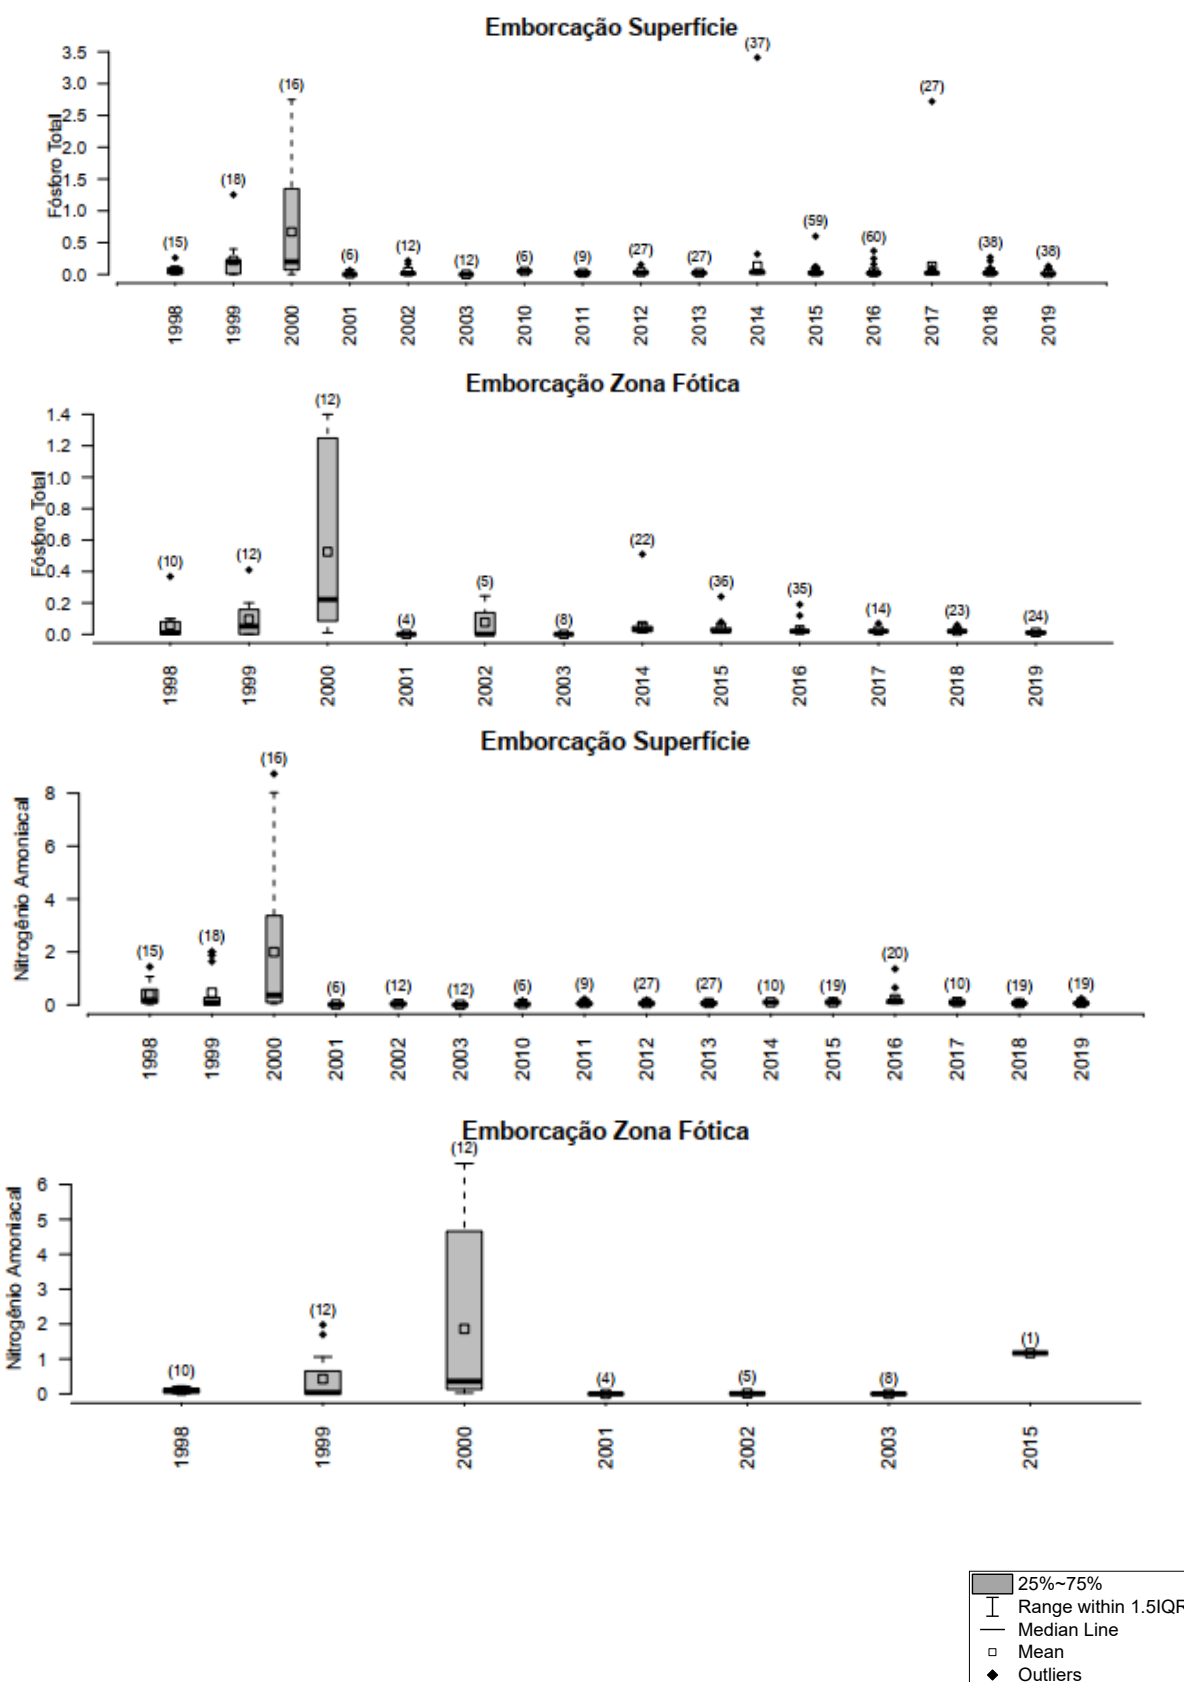 Emborcação Superfície
Fósforo Total
3.5
3.0
2.5
2.0
1.5
1.0
0.5
0.0
(15) (18) (16) (6) (12) (12) (6) (9) (27) (27) (37) (59) (60) (27) (38) (38)
1998 1999 2000 2001 2002 2003 2010 2011 2012 2013 2014 2015 2016 2017 2018 2019
Emborcação Zona Fótica
Fósforo Total
1.4
1.2
1.0
0.8
0.6
0.4
0.2
0.0
(10) (12) (12) (4) (5) (8) (22) (36) (35) (14) (23) (24)
1998 1999 2000 2001 2002 2003 2014 2015 2016 2017 2018 2019
Emborcação Superfície
Nitrogênio Amoniacal
8
6
4
2
0
(15) (18) (16) (6) (12) (12) (6) (9) (27) (27) (10) (19) (20) (10) (19) (19)
1998 1999 2000 2001 2002 2003 2010 2011 2012 2013 2014 2015 2016 2017 2018 2019
Emborcação Zona Fótica
Nitrogênio Amoniacal
6
5
4
3
2
1
0
(10) (12) (12) (4) (5) (8) (1)
1998 1999 2000 2001 2002 2003 2015
25%~75%
Range within 1.5IQR
Median Line
Mean
Outliers